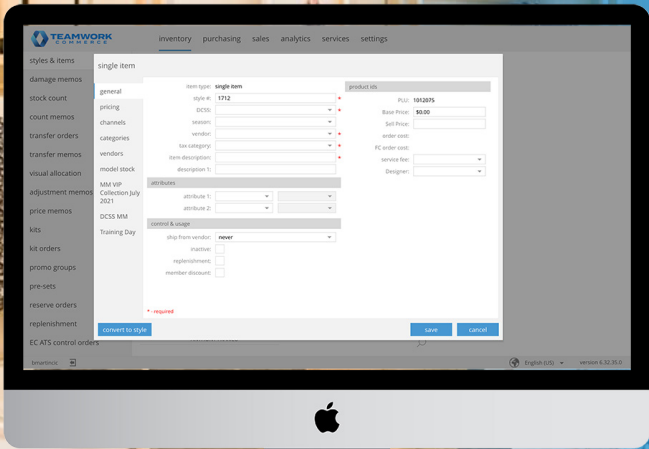 TEAMWORK
COMMERCE
inventory purchasing sales analytics services settings
styles & items
damage memos
stock count
count memos
transfer orders
transfer memos
visual allocation
adjustment memos
price memos
kits
kit orders
promo groups
pre-sets
reserve orders
replenishment
EC ATS control orders
single item
general
pricing
channels
categories
vendors
model stock
MM VIP
Collection July
2021
DCSS MM
Training Day
item type: single item
style #: 1712 *
DCSS: *
season:
vendor: *
tax category: *
item description: *
description 1:
attributes
attribute 1:
attribute 2:
control & usage
ship from vendor: never
inactive:
replenishment:
member discount:
product ids
PLU: 1012075
Base Price: $0.00
Sell Price:
order cost:
FC order cost:
service fee:
Designer:
* - required
convert to style save cancel
bmartincic English (US) version 6.32.35.0